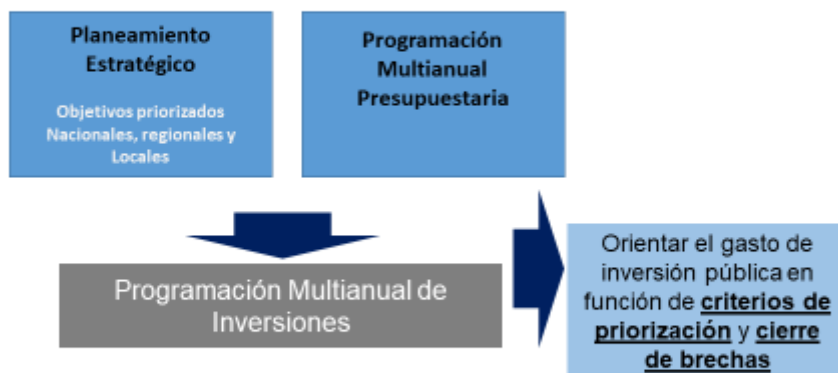 Planeamiento
Estratégico
Objetivos priorizados
Nacionales, regionales y
Locales
Programación
Multianual
Presupuestaria
Programación Multianual de
Inversiones
Orientar el gasto de
inversión pública en
función de criterios de
priorización y cierre
de brechas